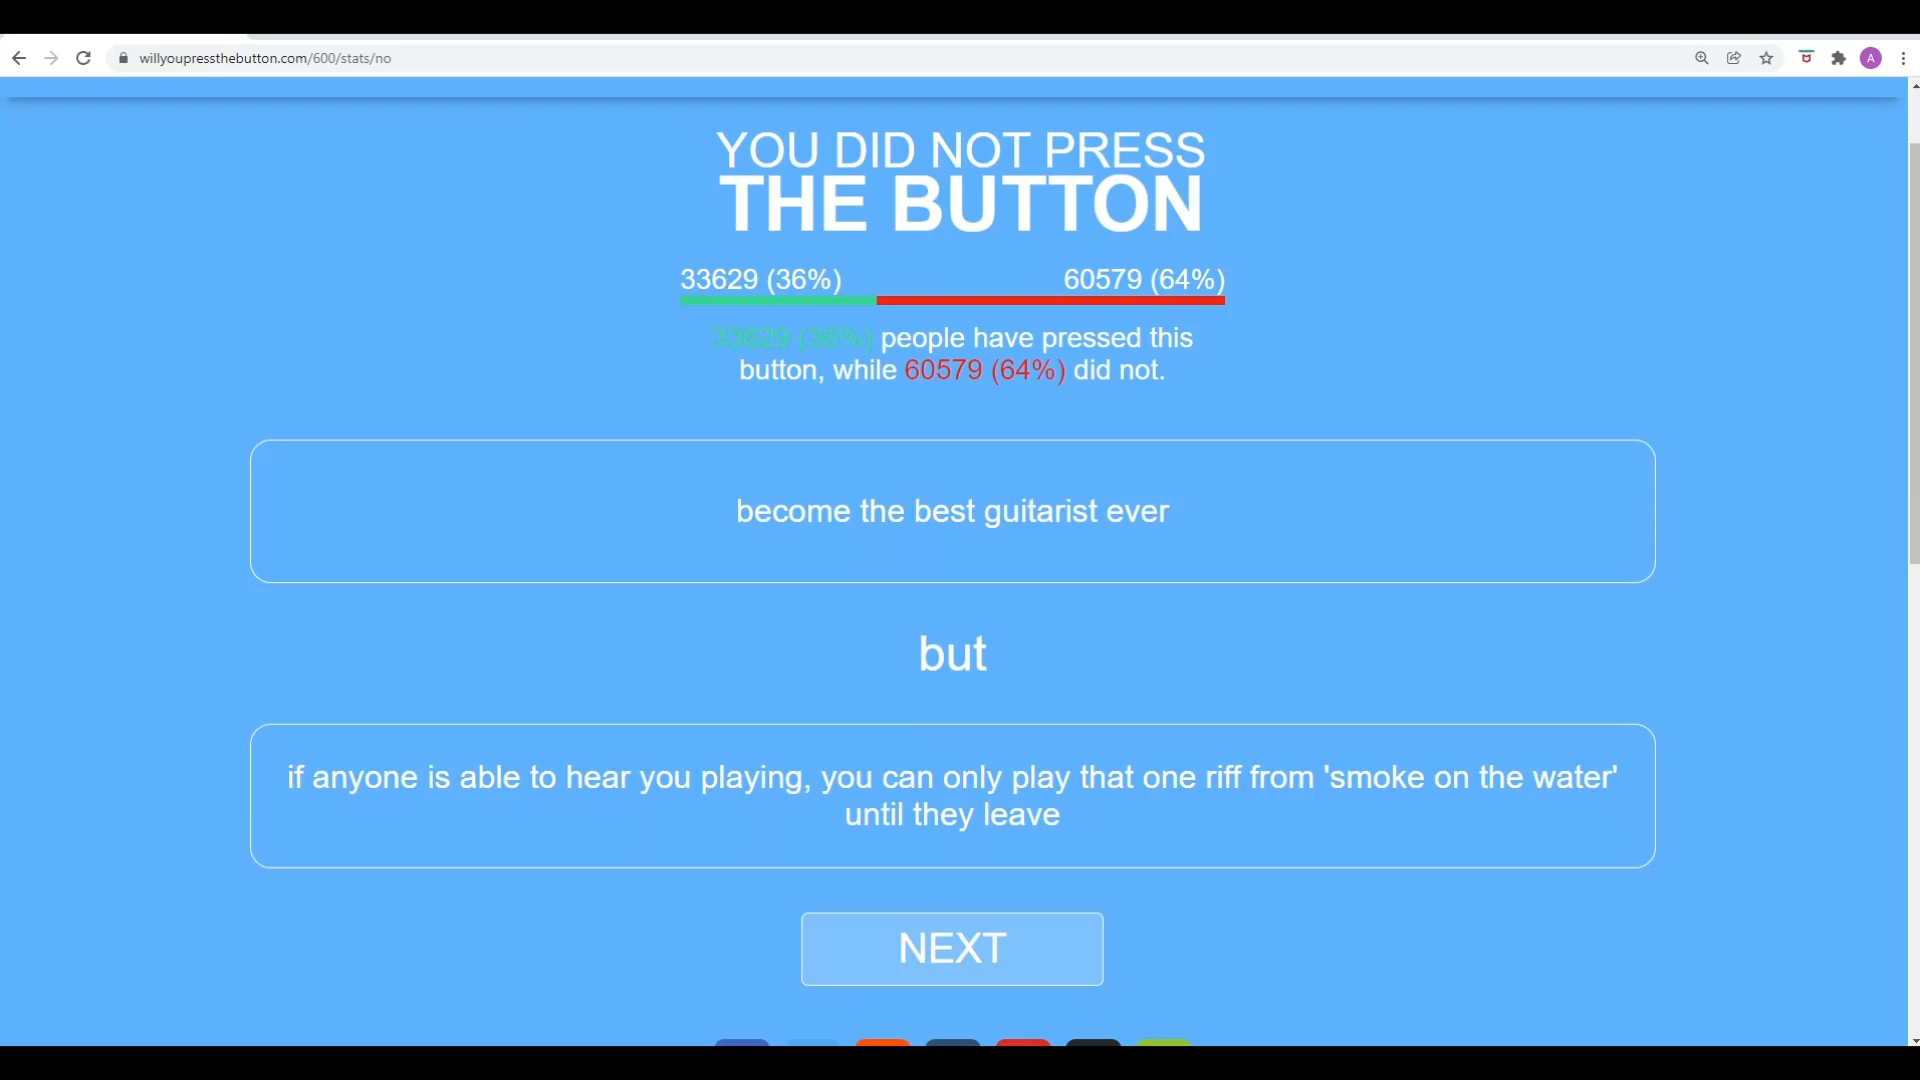 willyoupressthebutton.com/600/stats/no
A
YOU DID NOT PRESS
THE BUTTON
33629 (36%) 60579 (64%)
33629 (36%) people have pressed this
button, while 60579 (64%) did not.
become the best guitarist ever
but
if anyone is able to hear you playing, you can only play that one riff from 'smoke on the water'
until they leave
NEXT